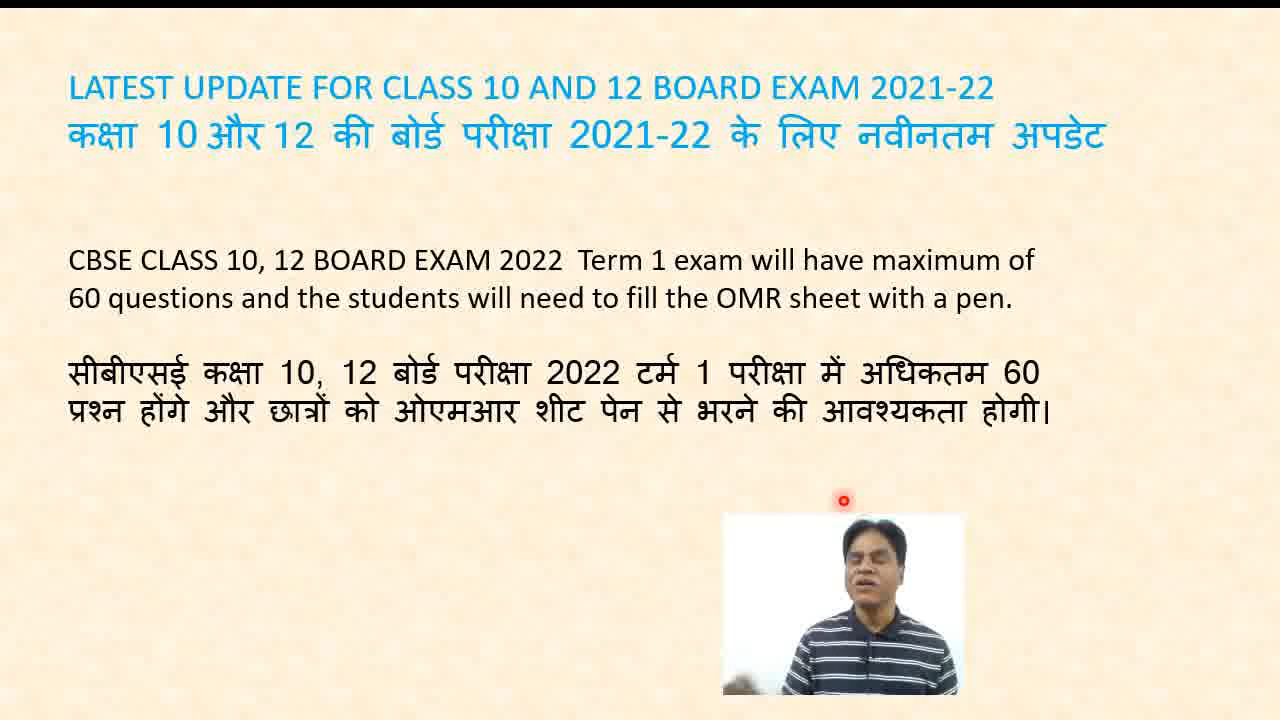 LATEST UPDATE FOR CLASS 10 AND 12 BOARD EXAM 2021-22
कक्षा 10 और 12 की बोर्ड परीक्षा 2021-22 के लिए नवीनतम अपडेट
CBSE CLASS 10, 12 BOARD EXAM 2022 Term 1 exam will have maximum of
60 questions and the students will need to fill the OMR sheet with a pen.
सीबीएसई कक्षा 10, 12 बोर्ड परीक्षा 2022 टर्म 1 परीक्षा में अधिकतम 60
प्रश्न होंगे और छात्रों को ओएमआर शीट पेन से भरने की आवश्यकता होगी।